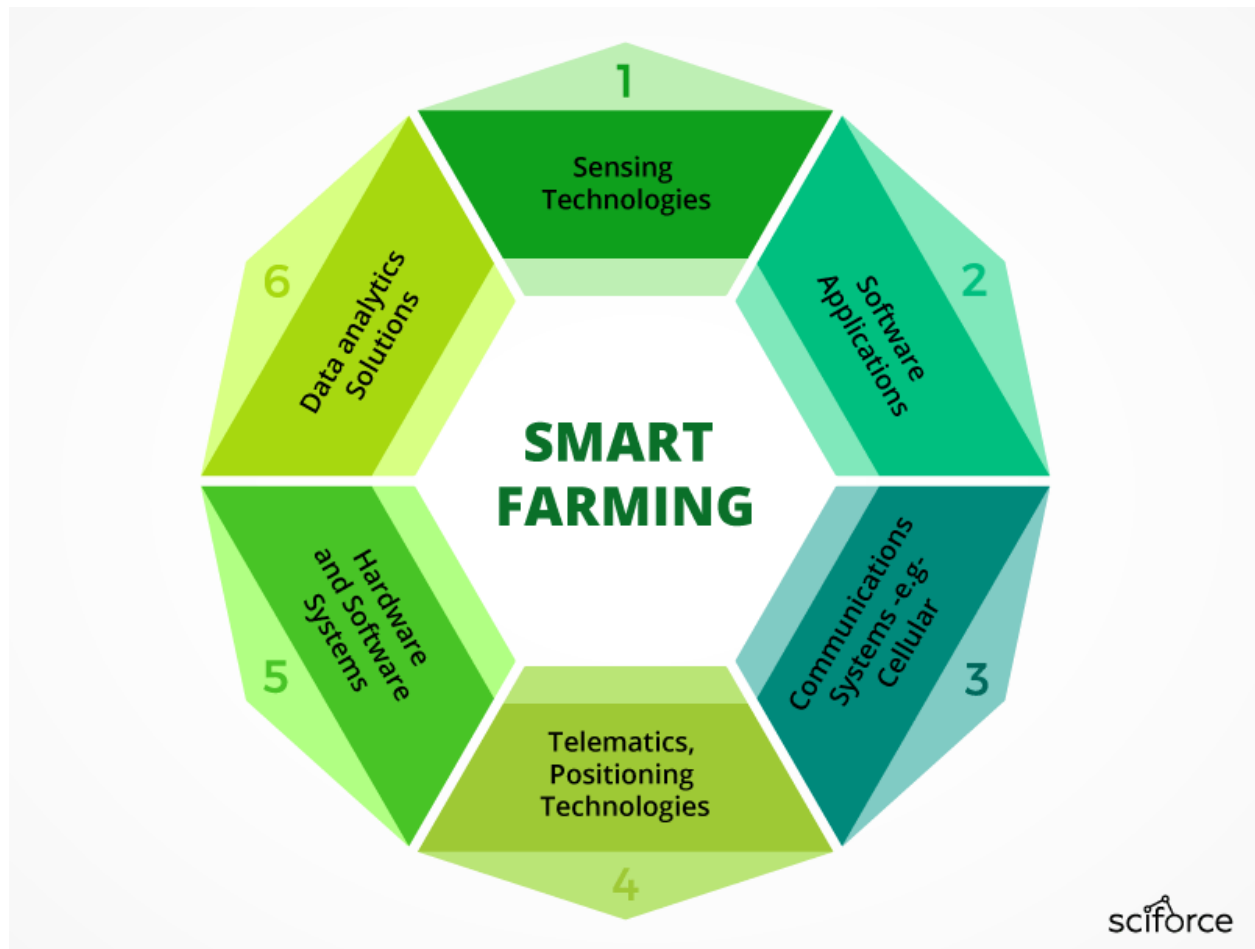 1
Sensing
Technologies
2
Software
Applications
3
Communications
Systems -e.g-
Cellular
4
Telematics,
Positioning
Technologies
5
Hardware
and Software
Systems
6
Data analytics
Solutions
SMART
FARMING
sciforce